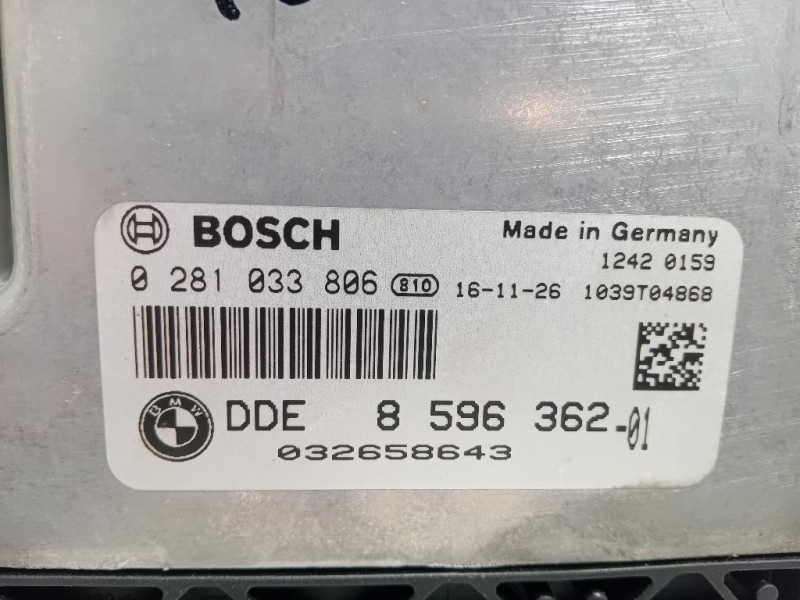 BOSCH
Made in Germany
1242 0159
0 281 033 806 810 16-11-26 1039T04868
BMW
DDE 8 596 362-01
032658643